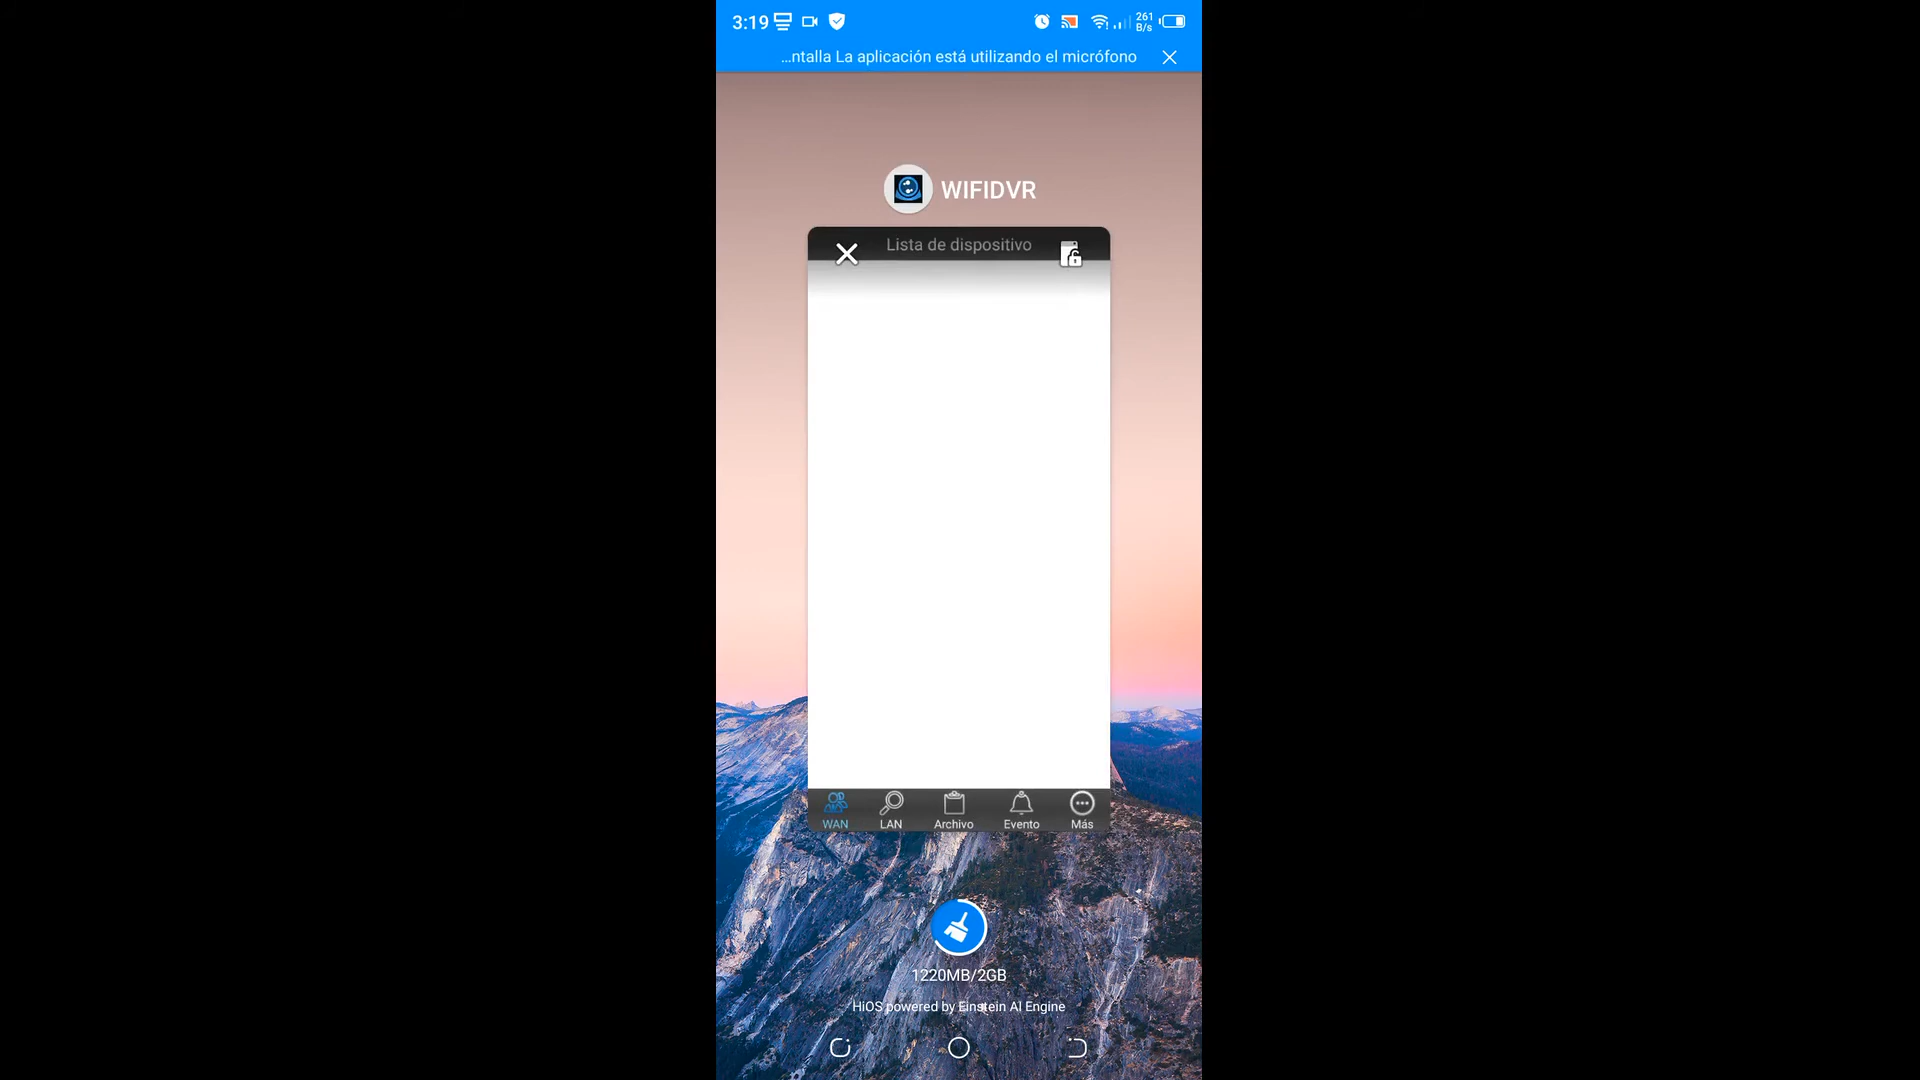 3:19
261
B/s
...ntalla La aplicación está utilizando el micrófono
WIFIDVR
Lista de dispositivo
WAN LAN Archivo Evento Más
1220MB/2GB
HiOS powered by Einstein AI Engine